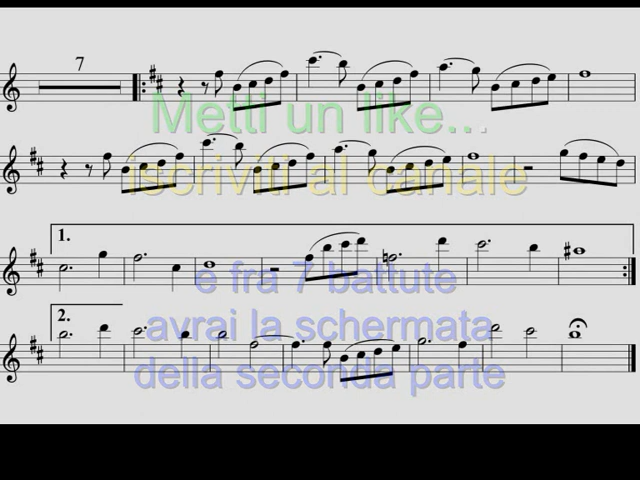 7
Metti un like...
iscriviti al canale
1.
e fra 7 battute
2.
avrai la schermata
della seconda parte